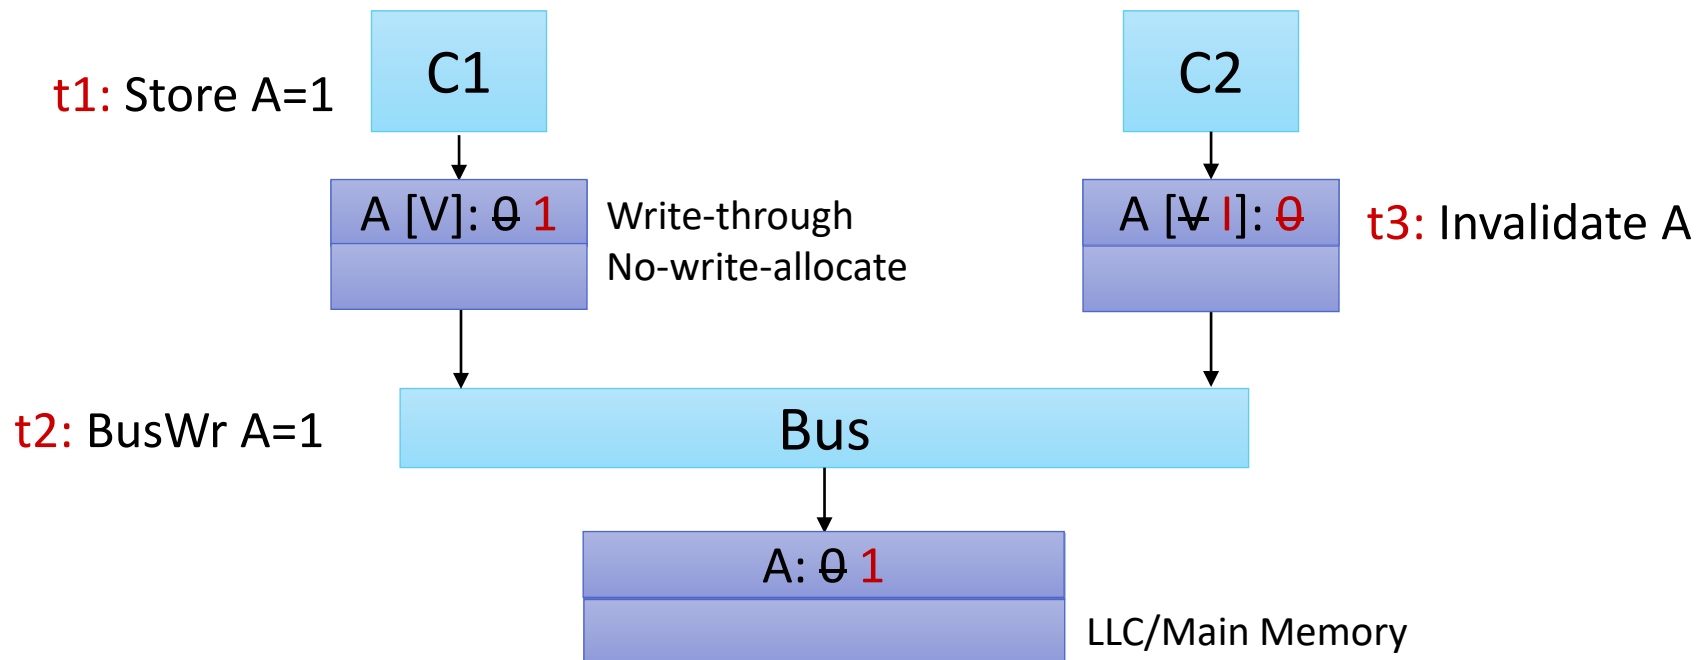 C1
C2
t1: Store A=1
A [V]: 0 1
Write-through
No-write-allocate
A [V I]: 0
t3: Invalidate A
t2: BusWr A=1
Bus
A: 0 1
LLC/Main Memory